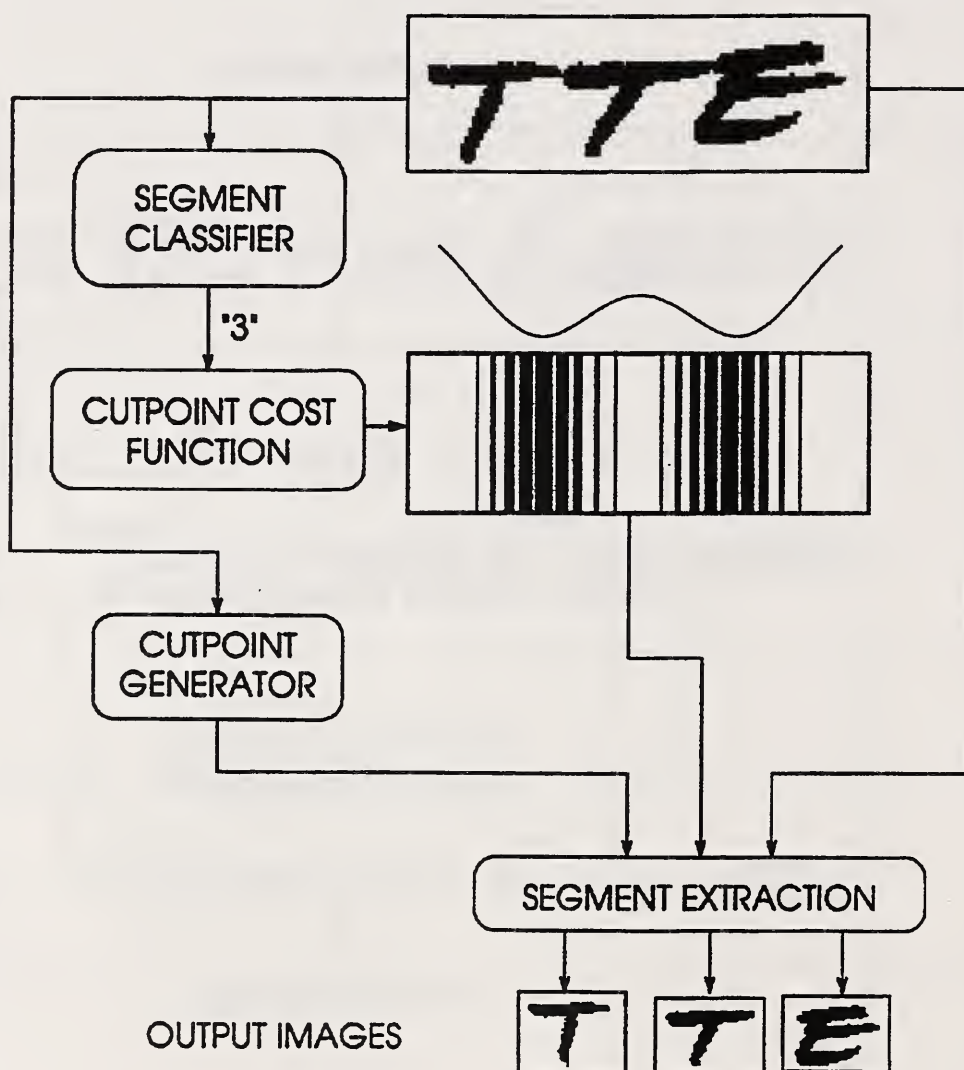 TTE
SEGMENT
CLASSIFIER
"3"
CUTPOINT COST
FUNCTION
CUTPOINT
GENERATOR
SEGMENT EXTRACTION
OUTPUT IMAGES
T T E